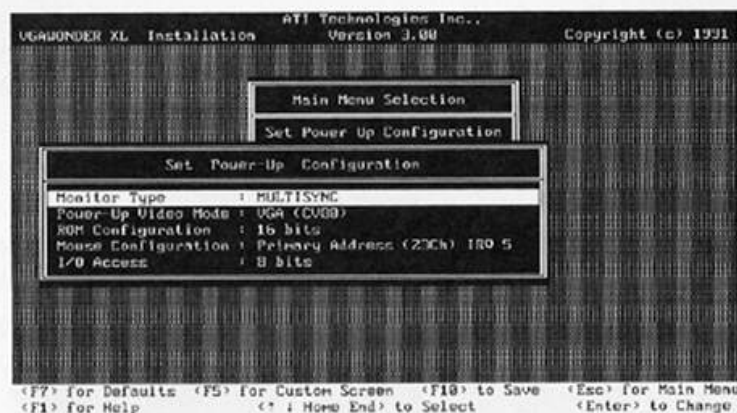 ATI Technologies Inc.,
VGAWONDER XL Installation Version 3.00 Copyright (c) 1991
Main Menu Selection
Set Power Up Configuration
Set Power-Up Configuration
Monitor Type : MULTISYNC
Power-Up Video Mode : VGA (CV80)
ROM Configuration : 16 bits
Mouse Configuration : Primary Address (23Ch) IRQ 5
I/O Access : 8 bits
<F7> for Defaults <F5> for Custom Screen <F10> to Save <Esc> for Main Menu
<F1> for Help <↑ ↓ Home End> to Select <Enter> to Change